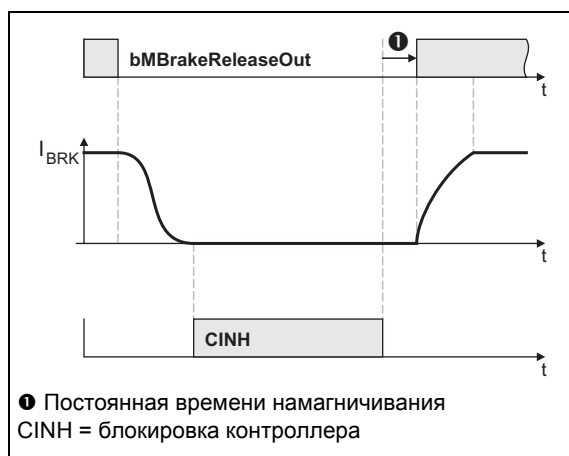 ❶
bMBrakeReleaseOut
t
I BRK
t
CINH
t
❶ Постоянная времени намагничивания
CINH = блокировка контроллера